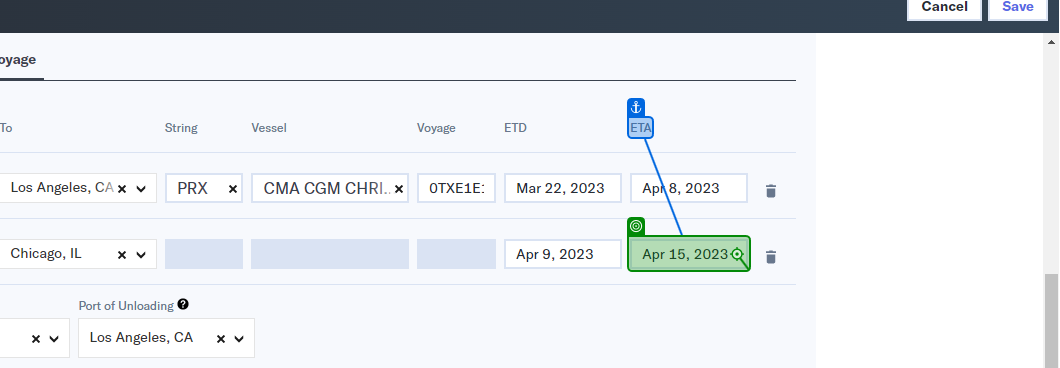 Cancel Save
oyage
To String Vessel Voyage ETD ETA
Los Angeles, CA PRX CMA CGM CHRI... 0TXE1E: Mar 22, 2023 Apr 8, 2023
Chicago, IL Apr 9, 2023 Apr 15, 2023
Port of Unloading
Los Angeles, CA